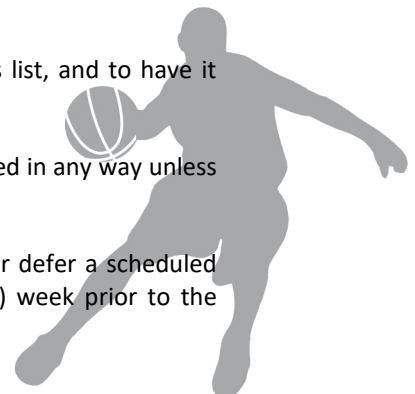 list, and to have it
ed in any way unless
r defer a scheduled
) week prior to the